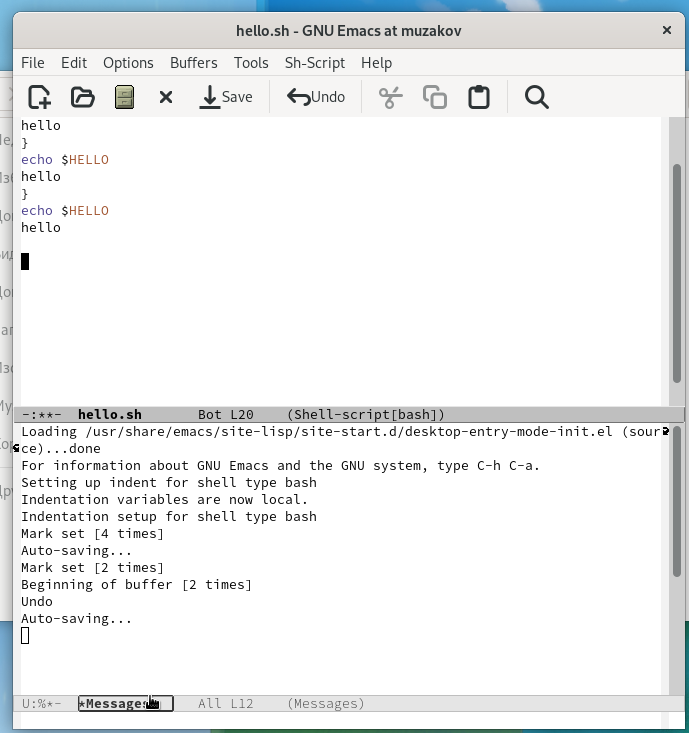 hello.sh - GNU Emacs at muzakov
File Edit Options Buffers Tools Sh-Script Help
Save Undo
hello
}
echo $HELLO
hello
}
echo $HELLO
hello
-:**- hello.sh Bot L20 (Shell-script[bash])
Loading /usr/share/emacs/site-lisp/site-start.d/desktop-entry-mode-init.el (sour
ce)...done
For information about GNU Emacs and the GNU system, type C-h C-a.
Setting up indent for shell type bash
Indentation variables are now local.
Indentation setup for shell type bash
Mark set [4 times]
Auto-saving...
Mark set [2 times]
Beginning of buffer [2 times]
Undo
Auto-saving...
U:%*- *Messages All L12 (Messages)